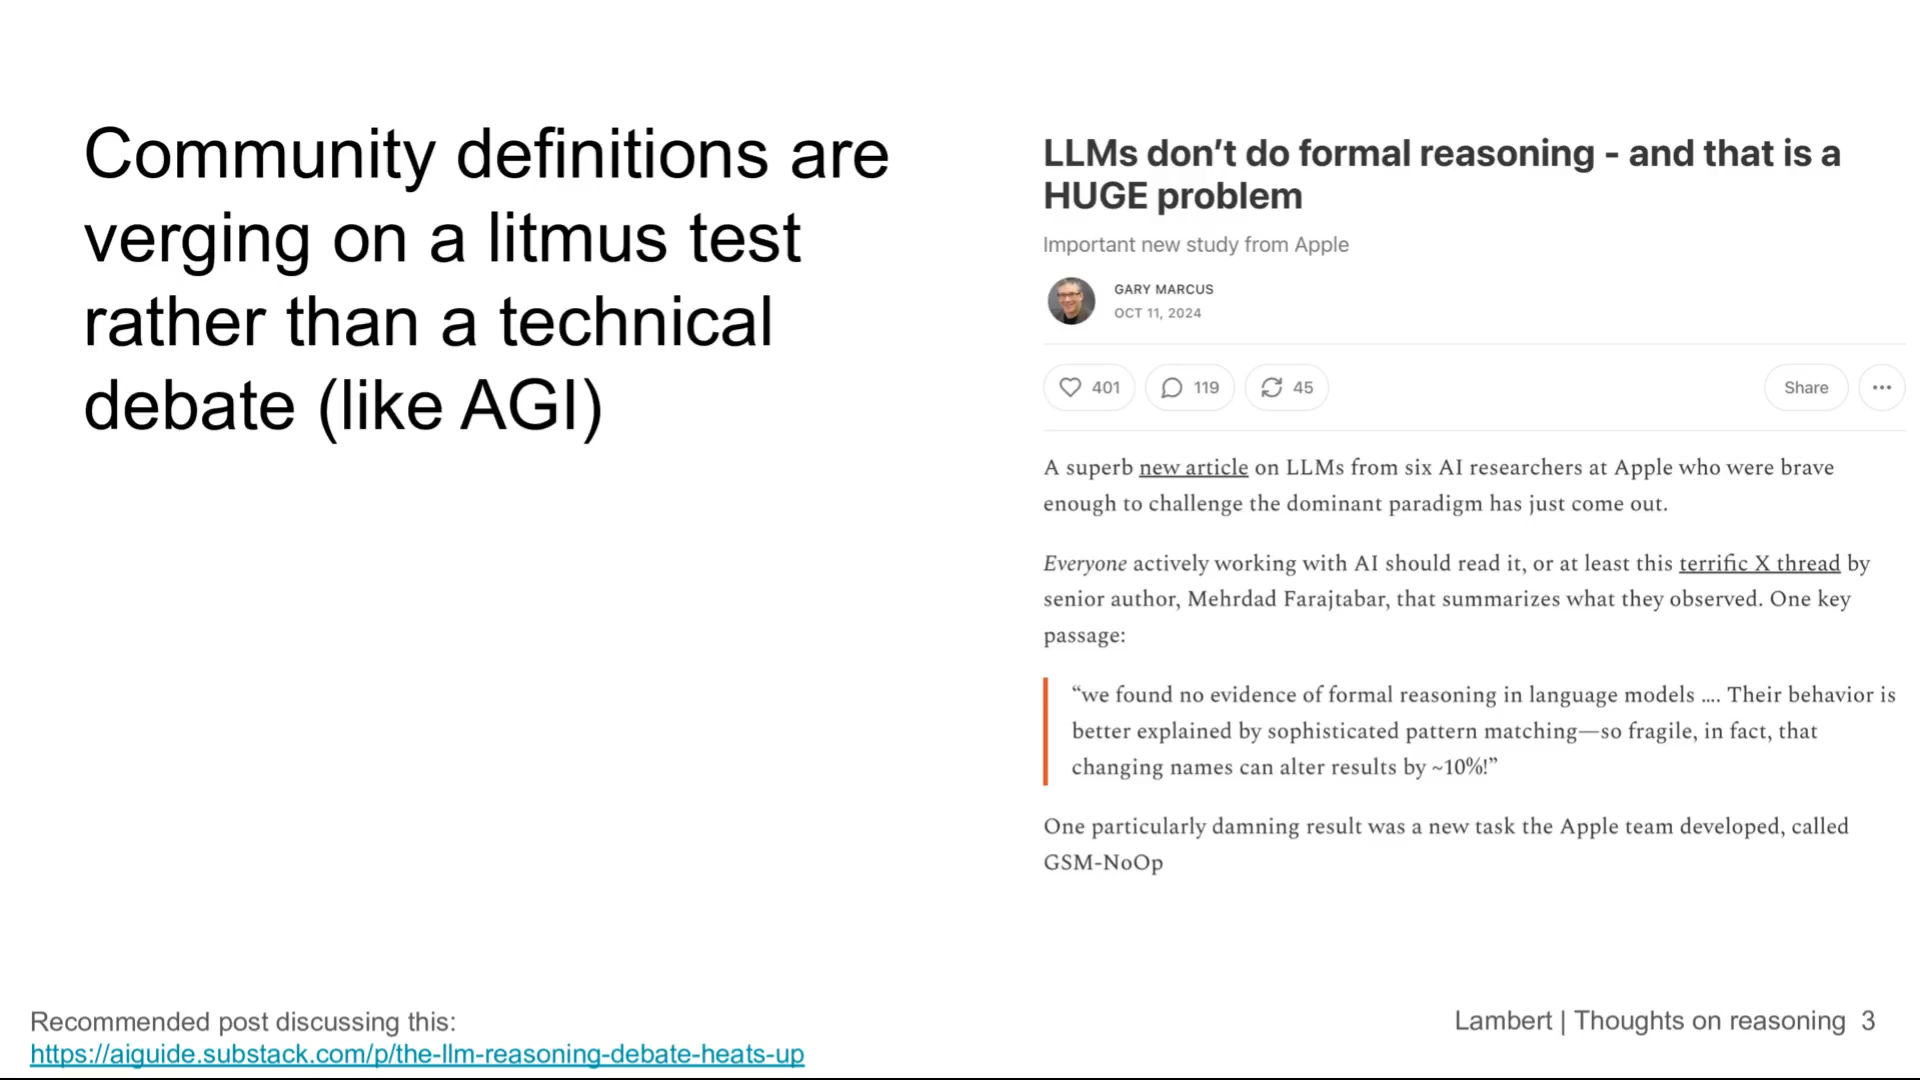 Community definitions are
verging on a litmus test
rather than a technical
debate (like AGI)
LLMs don’t do formal reasoning - and that is a
HUGE problem
Important new study from Apple
GARY MARCUS
OCT 11, 2024
401
119
45
Share
A superb new article on LLMs from six AI researchers at Apple who were brave
enough to challenge the dominant paradigm has just come out.
Everyone actively working with AI should read it, or at least this terrific X thread by
senior author, Mehrdad Farajtabar, that summarizes what they observed. One key
passage:
“we found no evidence of formal reasoning in language models …. Their behavior is
better explained by sophisticated pattern matching—so fragile, in fact, that
changing names can alter results by ~10%!”
One particularly damning result was a new task the Apple team developed, called
GSM-NoOp
Recommended post discussing this:
https://aiguide.substack.com/p/the-llm-reasoning-debate-heats-up
Lambert | Thoughts on reasoning 3